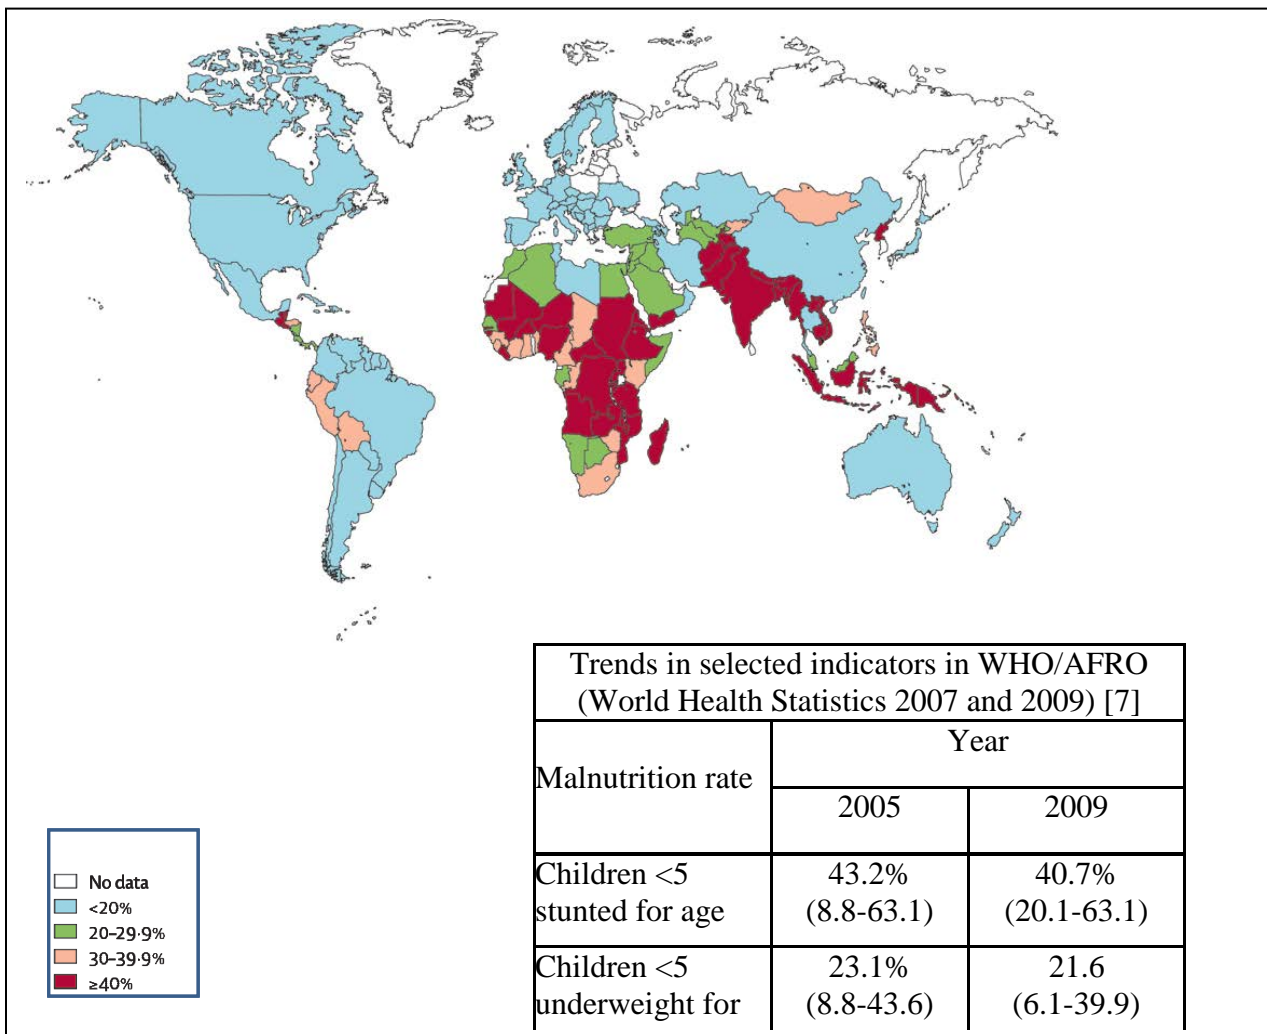 Trends in selected indicators in WHO/AFRO
(World Health Statistics 2007 and 2009) [7]
Malnutrition rate
Year
2005
2009
Children <5
stunted for age
43.2%
(8.8-63.1)
40.7%
(20.1-63.1)
Children <5
underweight for
23.1%
(8.8-43.6)
21.6
(6.1-39.9)
No data
<20%
20–29·9%
30–39·9%
≥40%